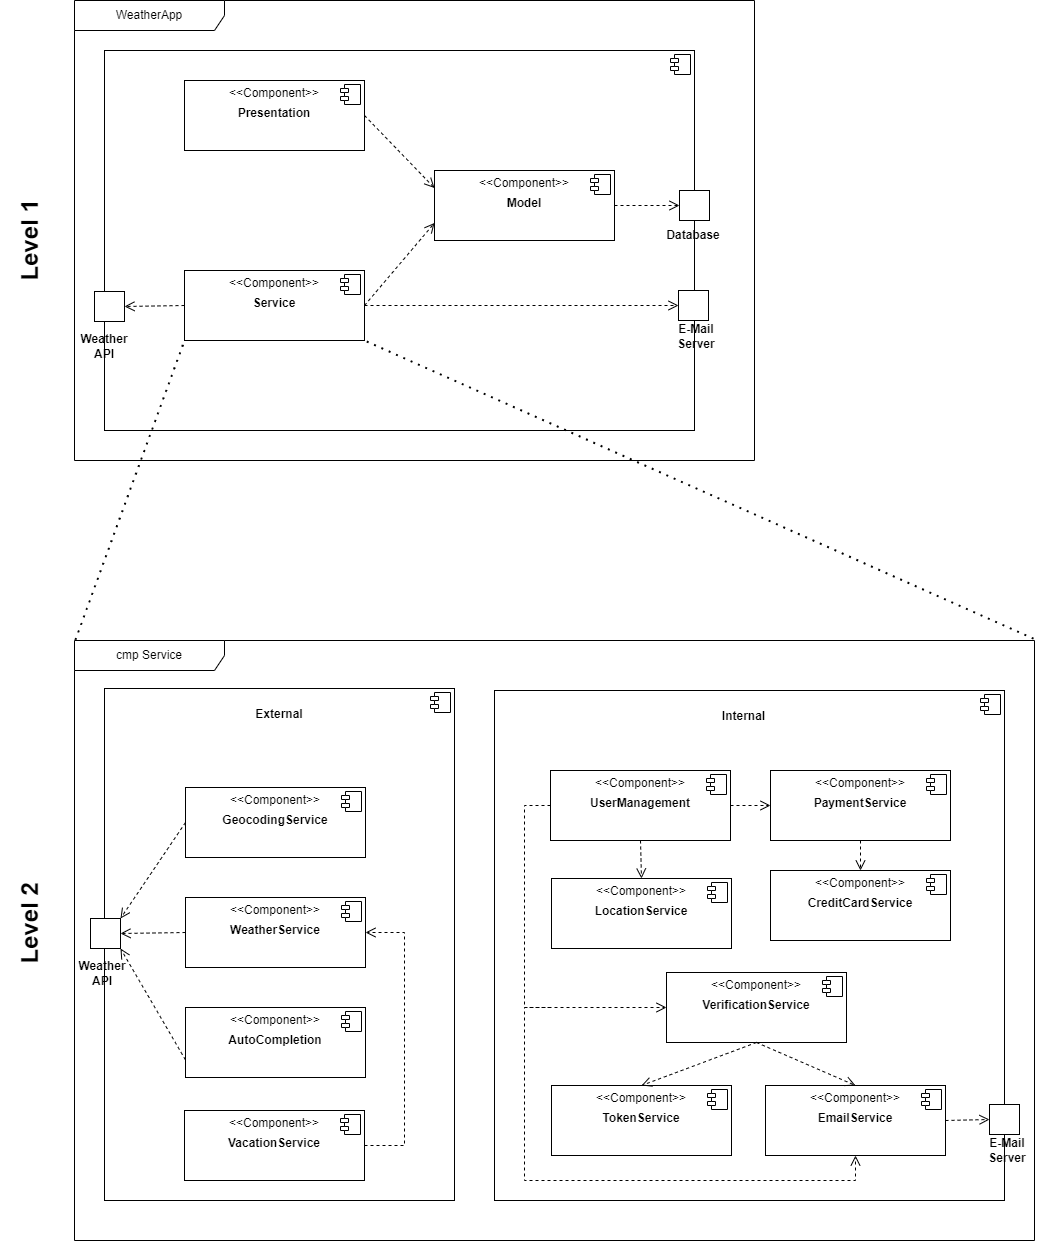 WeatherApp
<<Component>>
Presentation
<<Component>>
Model
Database
Level 1
<<Component>>
Service
Weather
API
E-Mail
Server
cmp Service
External
Internal
<<Component>>
GeocodingService
<<Component>>
WeatherService
Weather
API
<<Component>>
AutoCompletion
<<Component>>
VacationService
<<Component>>
UserManagement
<<Component>>
PaymentService
<<Component>>
LocationService
<<Component>>
CreditCardService
<<Component>>
VerificationService
<<Component>>
TokenService
<<Component>>
EmailService
E-Mail
Server
Level 2